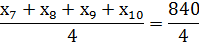 (x₇ + x₈ + x₉ + x₁₀)/4 = 840/4